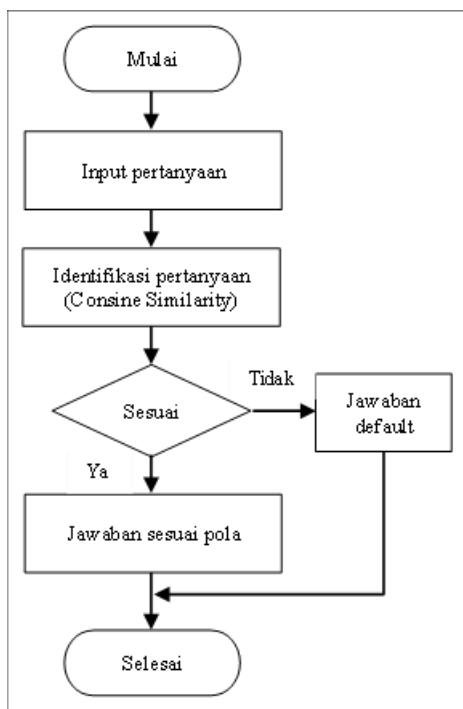 Mulai
Input pertanyaan
Identifikasi pertanyaan
(Consine Similarity)
Tidak
Sesuai
Jawaban
default
Ya
Jawaban sesuai pola
Selesai